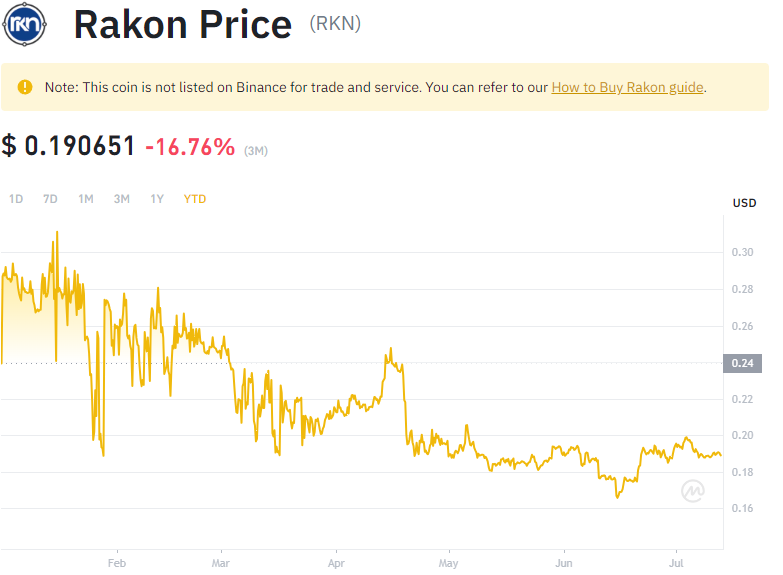 rkn
Rakon Price (RKN)
Note: This coin is not listed on Binance for trade and service. You can refer to our How to Buy Rakon guide.
$ 0.190651 -16.76% (3M)
1D 7D 1M 3M 1Y YTD
USD
0.30
0.28
0.26
0.24
0.22
0.20
0.18
0.16
Feb Mar Apr May Jun Jul